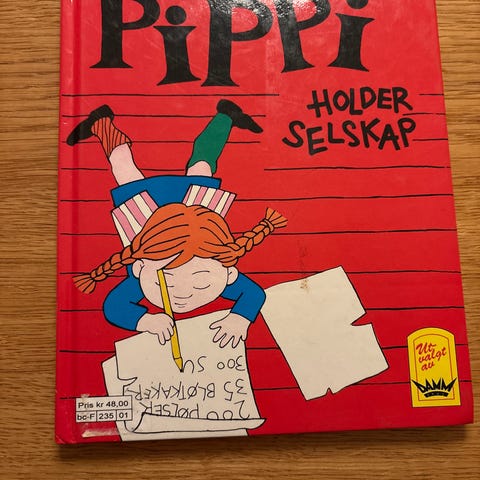 PiPPi
HOLDER
SELSKAP
200 PØLSER
35 BLØTKAKER
300 SU
Ut
valgt
av
DAMM
Pris kr 48,00
bc-F 235 01